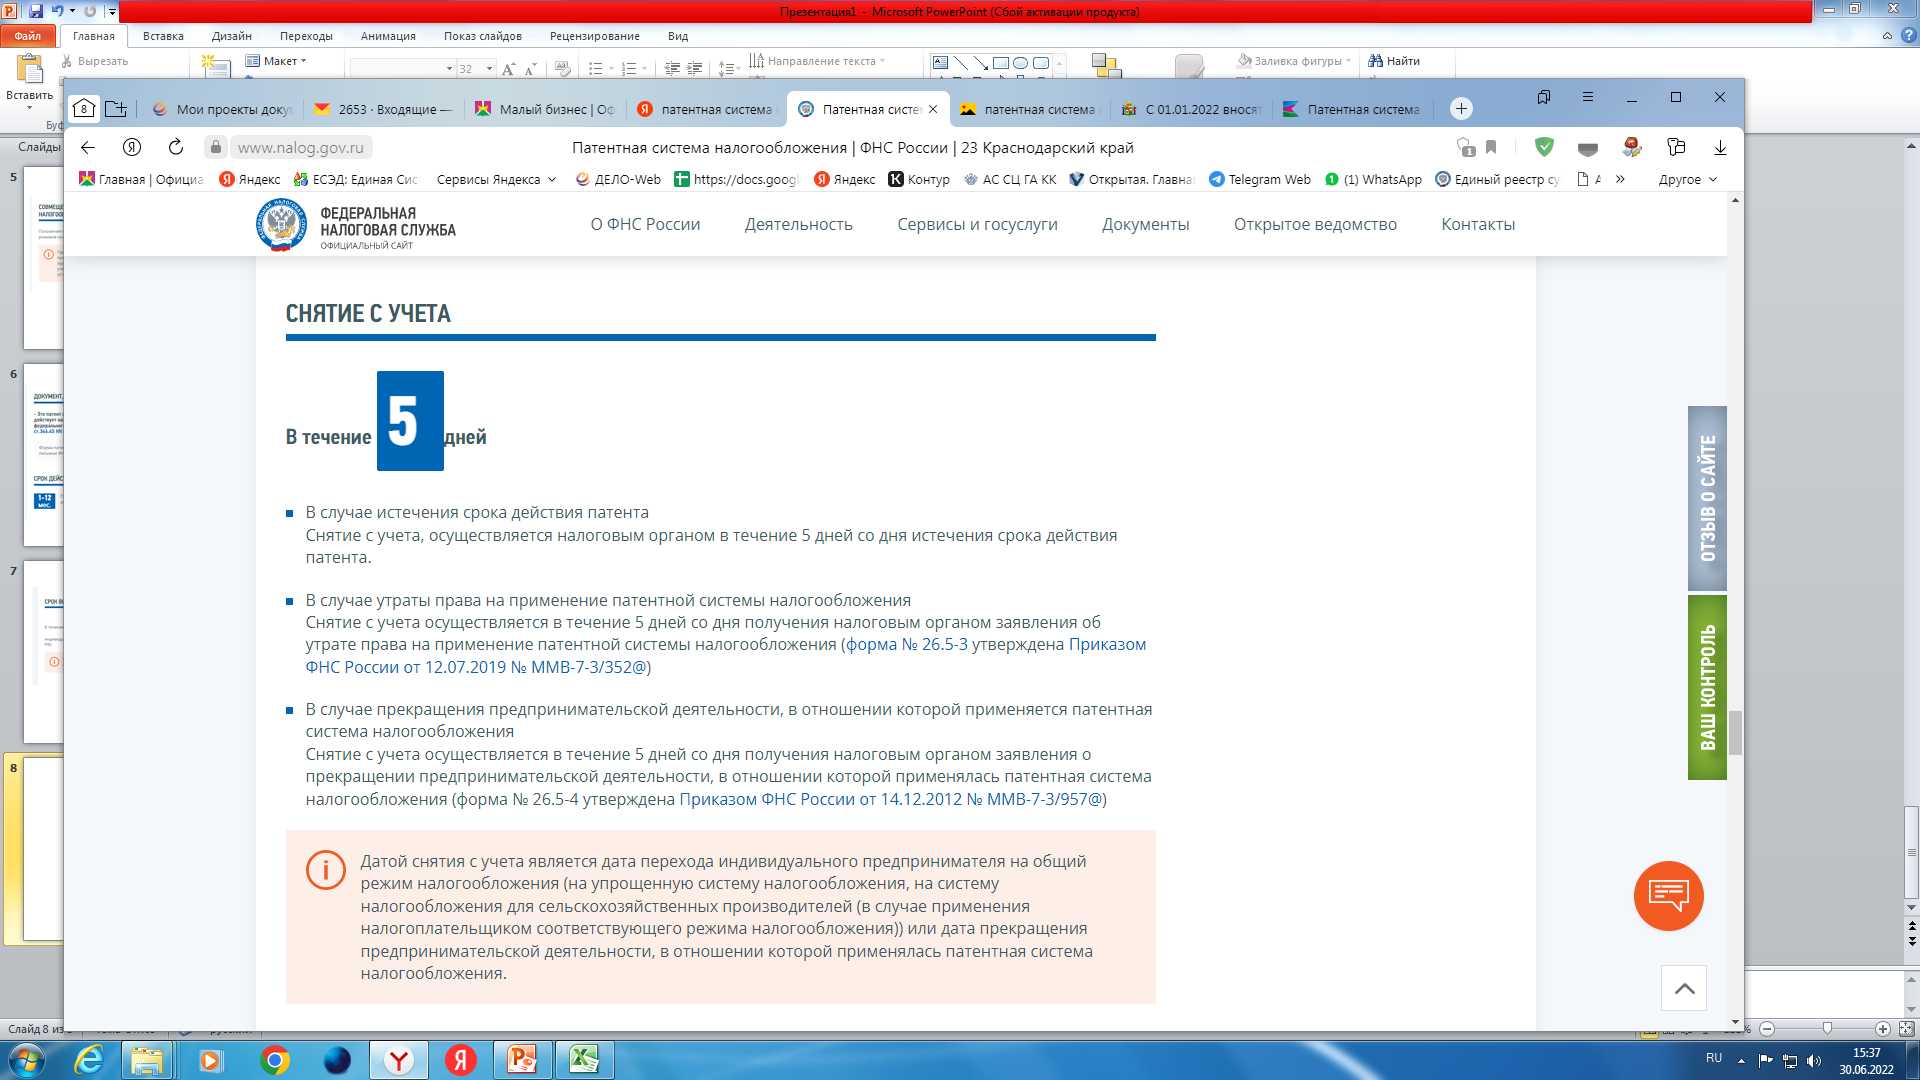 Презентация1 - Microsoft PowerPoint (Сбой активации продукта)
Файл Главная Вставка Дизайн Переходы Анимация Показ слайдов Рецензирование Вид
Вставить
Вырезать
Макет
32
Направление текста
Заливка фигуры
Найти
Слайды
Мои проекты доку
2653 · Входящие —
Малый бизнес | Оф
патентная система
Патентная систе
патентная система
С 01.01.2022 вносят
Патентная система
www.nalog.gov.ru
Патентная система налогообложения | ФНС России | 23 Краснодарский край
1
Главная | Официа
Яндекс
ЕСЭД: Единая Сис
Сервисы Яндекса
ДЕЛО-Web
https://docs.googl
Яндекс
Контур
АС СЦ ГА КК
Открытая. Главна
Telegram Web
(1) WhatsApp
Единый реестр су
»
Другое
ФЕДЕРАЛЬНАЯ
НАЛОГОВАЯ СЛУЖБА
ОФИЦИАЛЬНЫЙ САЙТ
О ФНС России Деятельность Сервисы и госуслуги Документы Открытое ведомство Контакты
5
6
7
8
1-12
мес.
СНЯТИЕ С УЧЕТА
В течение 5 дней
В случае истечения срока действия патента
Снятие с учета, осуществляется налоговым органом в течение 5 дней со дня истечения срока действия
патента.
В случае утраты права на применение патентной системы налогообложения
Снятие с учета осуществляется в течение 5 дней со дня получения налоговым органом заявления об
утрате права на применение патентной системы налогообложения (форма № 26.5-3 утверждена Приказом
ФНС России от 12.07.2019 № ММВ-7-3/352@)
В случае прекращения предпринимательской деятельности, в отношении которой применяется патентная
система налогообложения
Снятие с учета осуществляется в течение 5 дней со дня получения налоговым органом заявления о
прекращении предпринимательской деятельности, в отношении которой применялась патентная система
налогообложения (форма № 26.5-4 утверждена Приказом ФНС России от 14.12.2012 № ММВ-7-3/957@)
Датой снятия с учета является дата перехода индивидуального предпринимателя на общий
режим налогообложения (на упрощенную систему налогообложения, на систему
налогообложения для сельскохозяйственных производителей (в случае применения
налогоплательщиком соответствующего режима налогообложения)) или дата прекращения
предпринимательской деятельности, в отношении которой применялась патентная система
налогообложения.
ОТЗЫВ О САЙТЕ
ВАШ КОНТРОЛЬ
Слайд 8 из
RU
15:37
30.06.2022